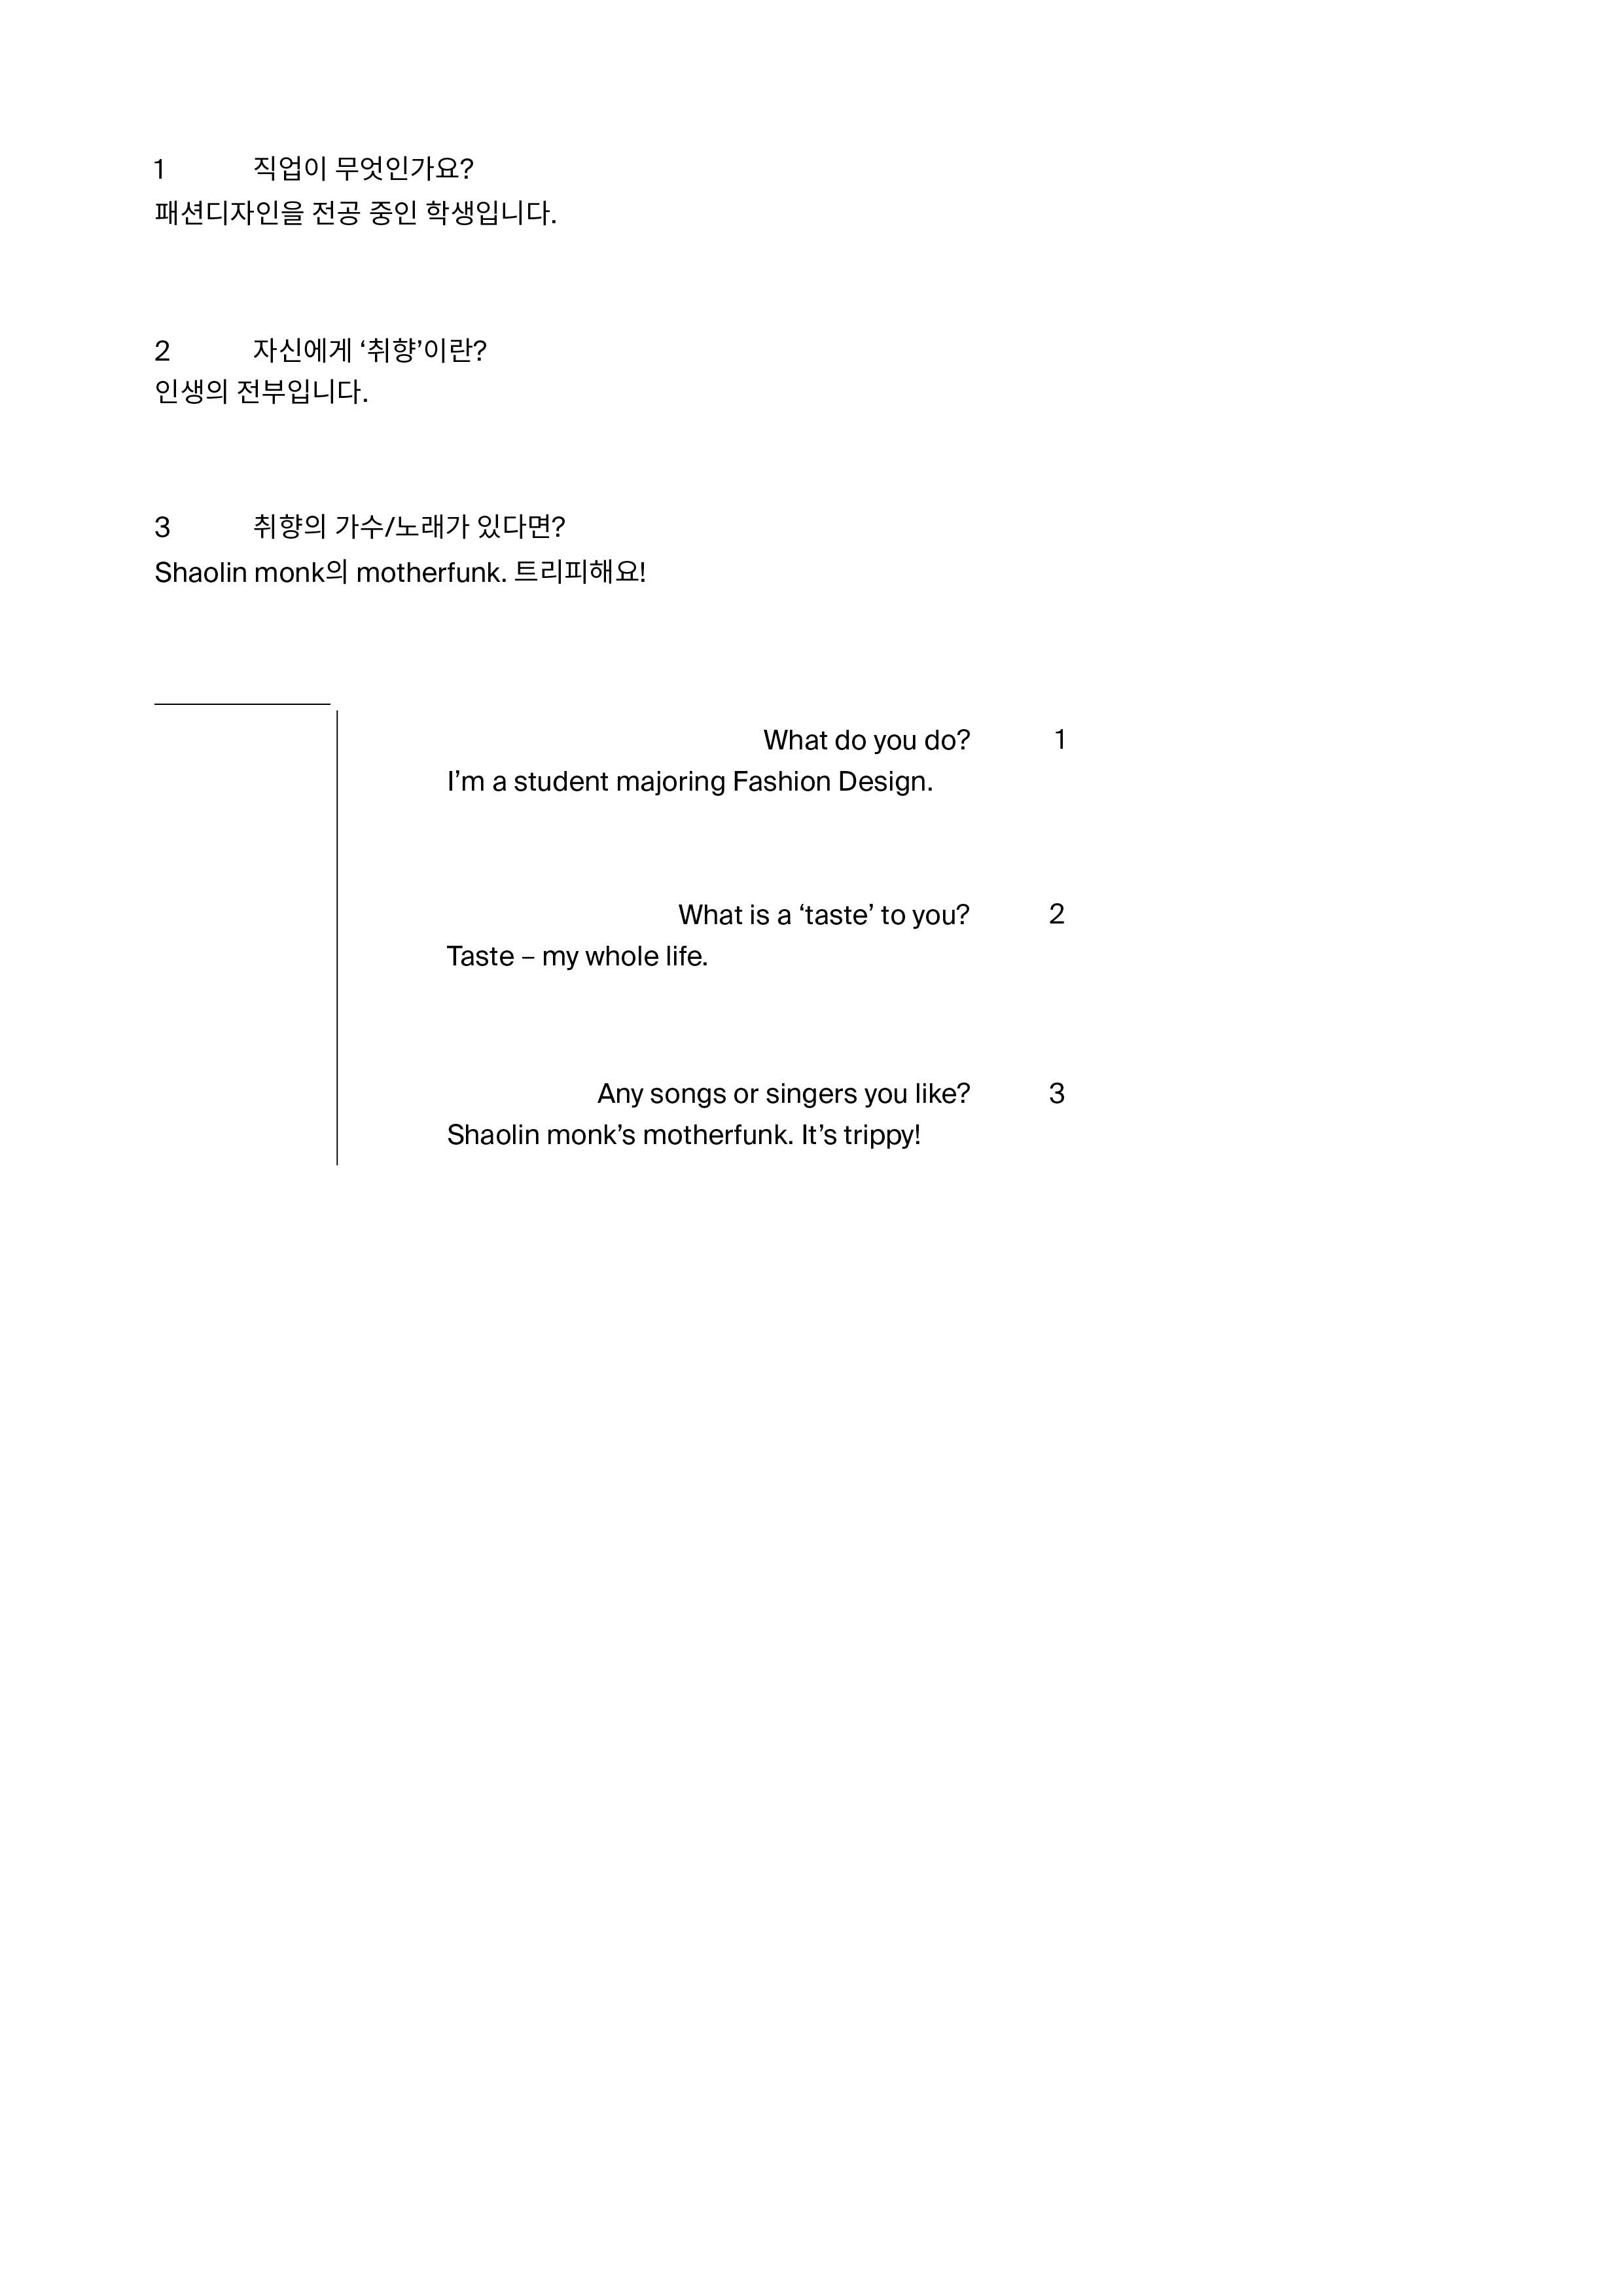 1 직업이 무엇인가요?
패션디자인을 전공 중인 학생입니다.
2 자신에게 ‘취향’이란?
인생의 전부입니다.
3 취향의 가수/노래가 있다면?
Shaolin monk의 motherfunk. 트리피해요!
What do you do? 1
I’m a student majoring Fashion Design.
What is a ‘taste’ to you? 2
Taste – my whole life.
Any songs or singers you like? 3
Shaolin monk’s motherfunk. It’s trippy!